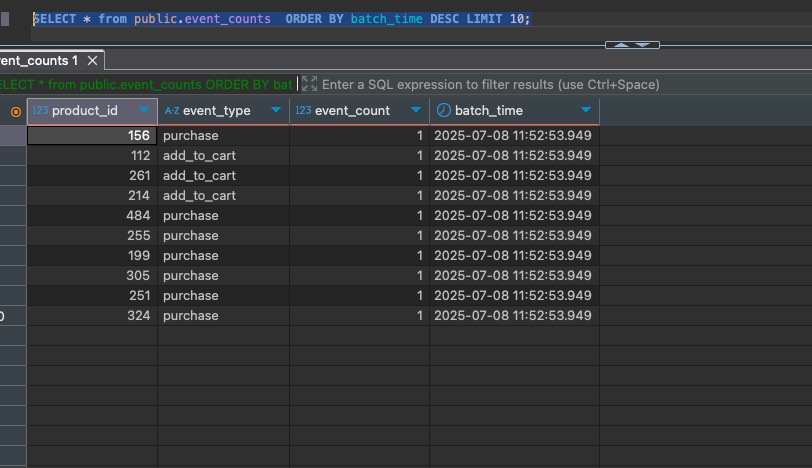 SELECT * from public.event_counts ORDER BY batch_time DESC LIMIT 10;
ent_counts 1
ELECT * from public.event_counts ORDER BY bat Enter a SQL expression to filter results (use Ctrl+Space)
123 product_id A-Z event_type 123 event_count batch_time
156 purchase 1 2025-07-08 11:52:53.949
112 add_to_cart 1 2025-07-08 11:52:53.949
261 add_to_cart 1 2025-07-08 11:52:53.949
214 add_to_cart 1 2025-07-08 11:52:53.949
484 purchase 1 2025-07-08 11:52:53.949
255 purchase 1 2025-07-08 11:52:53.949
199 purchase 1 2025-07-08 11:52:53.949
305 purchase 1 2025-07-08 11:52:53.949
251 purchase 1 2025-07-08 11:52:53.949
0 324 purchase 1 2025-07-08 11:52:53.949